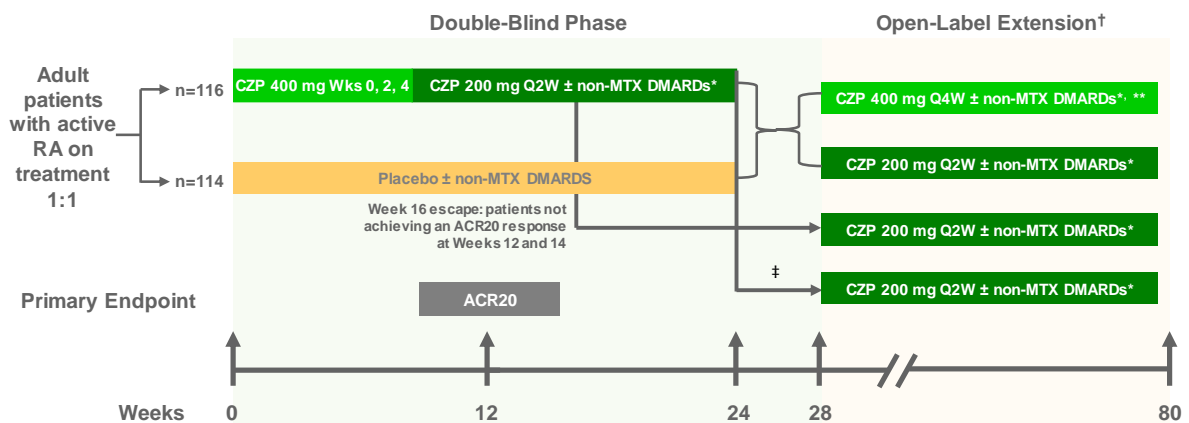 Double-Blind Phase
Open-Label Extension†
Adult
patients
with active
RA on
treatment
1:1
n=116
CZP 400 mg Wks 0, 2, 4
CZP 200 mg Q2W ± non-MTX DMARDs*
CZP 400 mg Q4W ± non-MTX DMARDs*, **
CZP 200 mg Q2W ± non-MTX DMARDs*
n=114
Placebo ± non-MTX DMARDS
Week 16 escape: patients not
achieving an ACR20 response
at Weeks 12 and 14
CZP 200 mg Q2W ± non-MTX DMARDs*
‡
CZP 200 mg Q2W ± non-MTX DMARDs*
Primary Endpoint
ACR20
Weeks
0
12
24
28
80